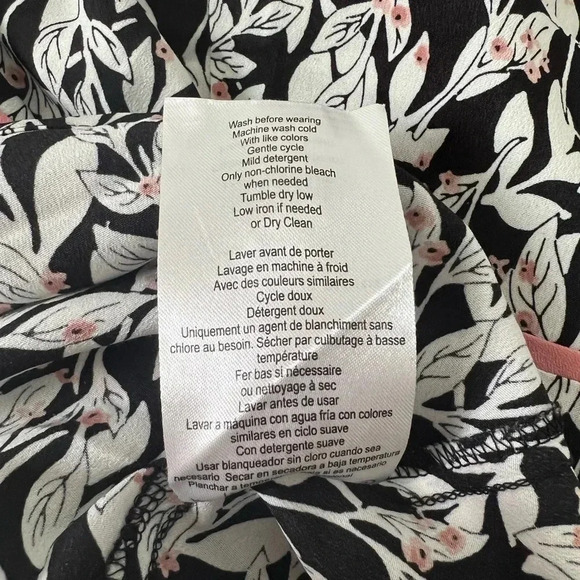 Wash before wearing
Machine wash cold
With like colors
Gentle cycle
Mild detergent
Only non-chlorine bleach
when needed
Tumble dry low
Low iron if needed
or Dry Clean
Laver avant de porter
Lavage en machine à froid
Avec des couleurs similaires
Cycle doux
Détergent doux
Uniquement un agent de blanchiment sans
chlore au besoin. Sécher par culbutage à basse
température
Fer bas si nécessaire
ou nettoyage à sec
Lavar antes de usar
Lavar a máquina con agua fría con colores
similares en ciclo suave
Con detergente suave
Usar blanqueador sin cloro cuando sea
necesario Secar en secadora a baja temperatura
Planchar a si es necesario